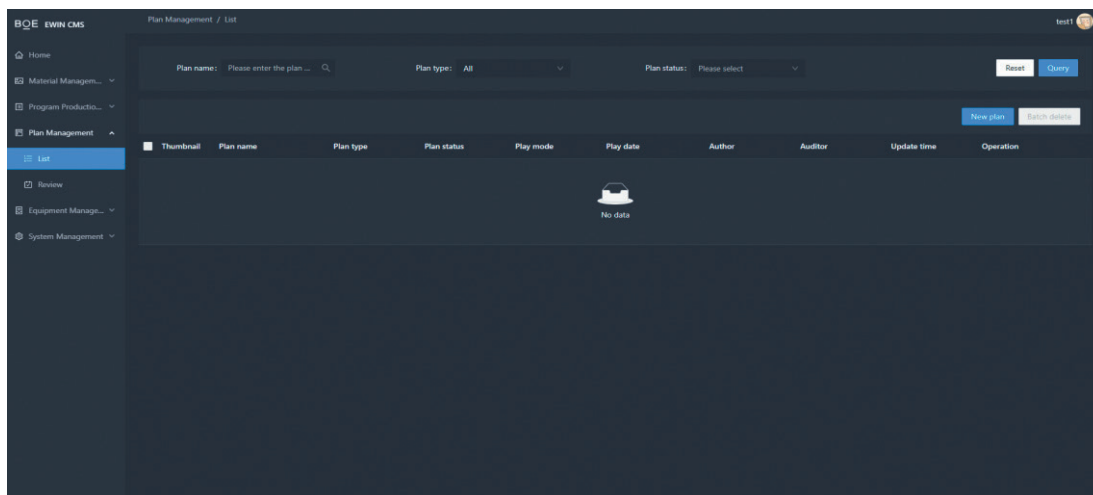 BOE EWIN CMS
Plan Management / List
test1
Home
Material Managem...
Program Productio...
Plan Management
List
Review
Equipment Manage...
System Management
Plan name: Please enter the plan ... Plan type: All Plan status: Please select Reset Query
New plan Batch delete
Thumbnail Plan name Plan type Plan status Play mode Play date Author Auditor Update time Operation
No data